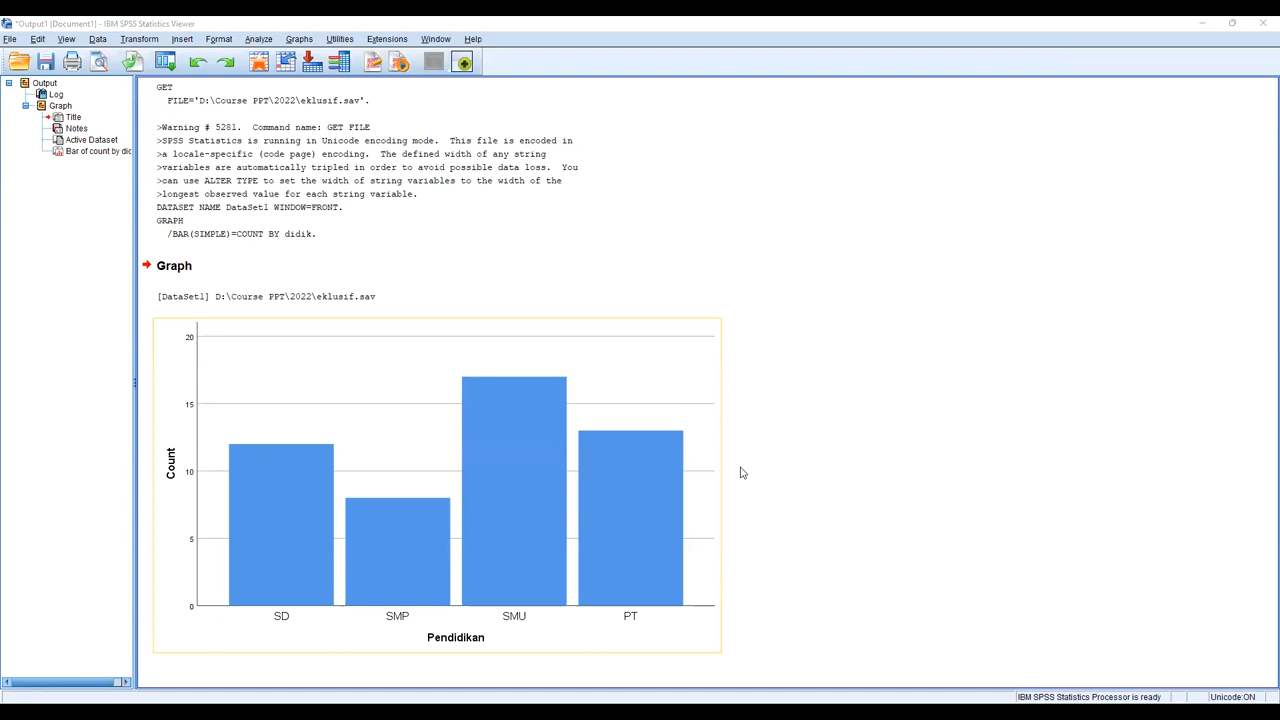 *Output1 [Document1] - IBM SPSS Statistics Viewer
File Edit View Data Transform Insert Format Analyze Graphs Utilities Extensions Window Help
Output
Log
Graph
Title
Notes
Active Dataset
Bar of count by did
GET
FILE='D:\Course PPT\2022\eklusif.sav'.
>Warning # 5281. Command name: GET FILE
>SPSS Statistics is running in Unicode encoding mode. This file is encoded in
>a locale-specific (code page) encoding. The defined width of any string
>variables are automatically tripled in order to avoid possible data loss. You
>can use ALTER TYPE to set the width of string variables to the width of the
>longest observed value for each string variable.
DATASET NAME DataSet1 WINDOW=FRONT.
GRAPH
/BAR(SIMPLE)=COUNT BY didik.
Graph
[DataSet1] D:\Course PPT\2022\eklusif.sav
20
15
10
5
0
Count
SD SMP SMU PT
Pendidikan
IBM SPSS Statistics Processor is ready Unicode:ON